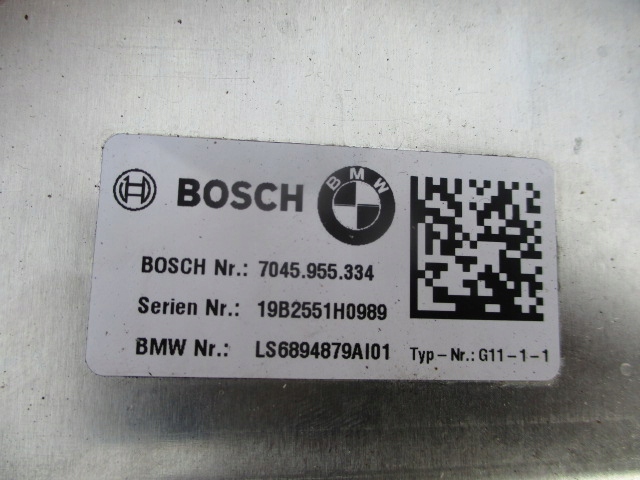 BOSCH BMW
BOSCH Nr.: 7045.955.334
Serien Nr.: 19B2551H0989
BMW Nr.: LS6894879AI01 Typ-Nr.: G11-1-1